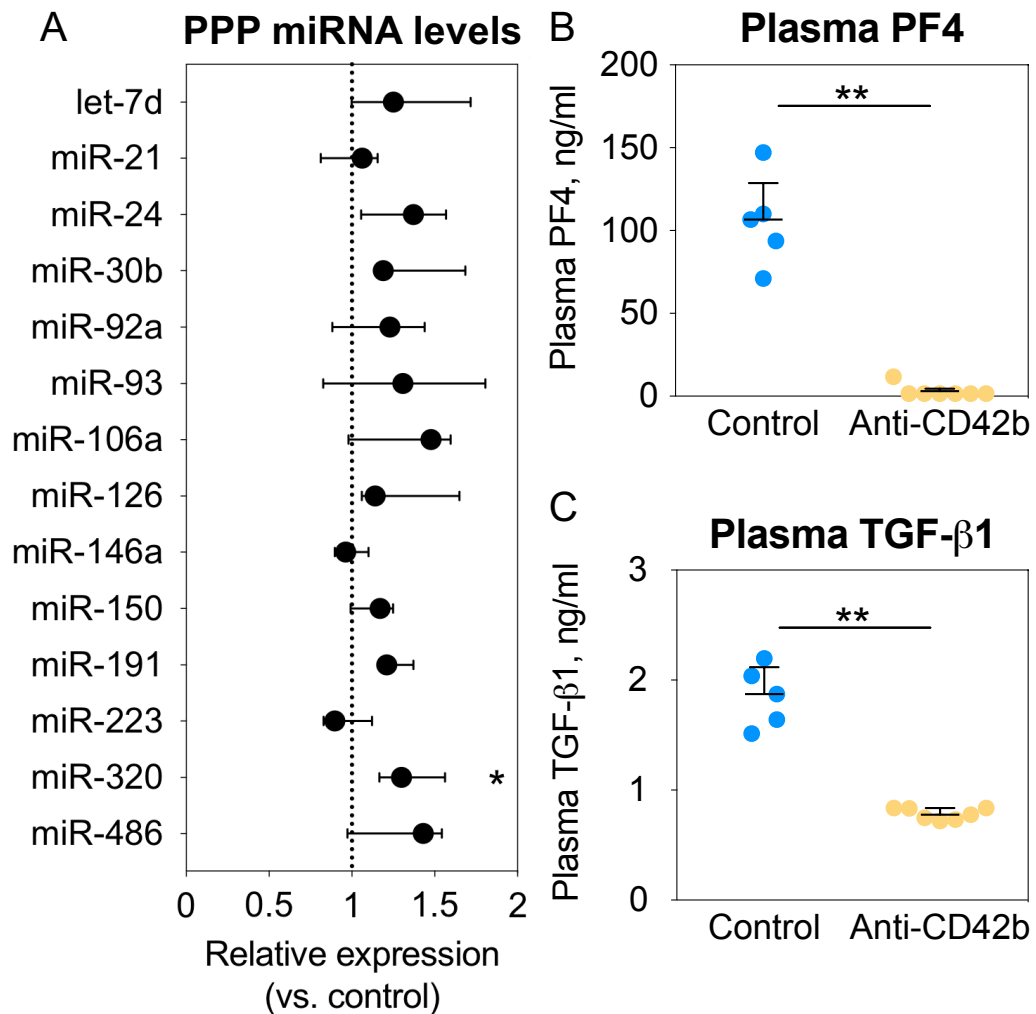 A
PPP miRNA levels
let-7d
miR-21
miR-24
miR-30b
miR-92a
miR-93
miR-106a
miR-126
miR-146a
miR-150
miR-191
miR-223
miR-320
*
miR-486
0 0.5 1 1.5 2
Relative expression
(vs. control)
B
Plasma PF4
Plasma PF4, ng/ml
200
150
100
50
0
**
Control Anti-CD42b
C
Plasma TGF-β1
Plasma TGF-β1, ng/ml
3
2
1
0
**
Control Anti-CD42b